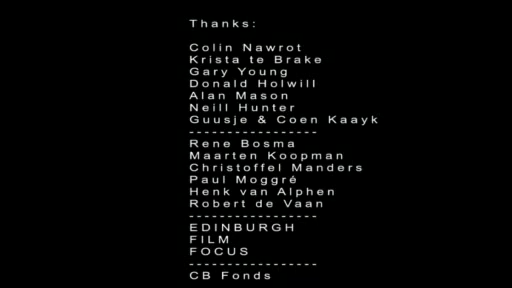 Thanks:
Colin Nawrot
Krista te Brake
Gary Young
Donald Holwill
Alan Mason
Neill Hunter
Guusje & Coen Kaayk
-----------------
Rene Bosma
Maarten Koopman
Christoffel Manders
Paul Moggré
Henk van Alphen
Robert de Vaan
-----------------
EDINBURGH
FILM
FOCUS
-----------------
CB Fonds